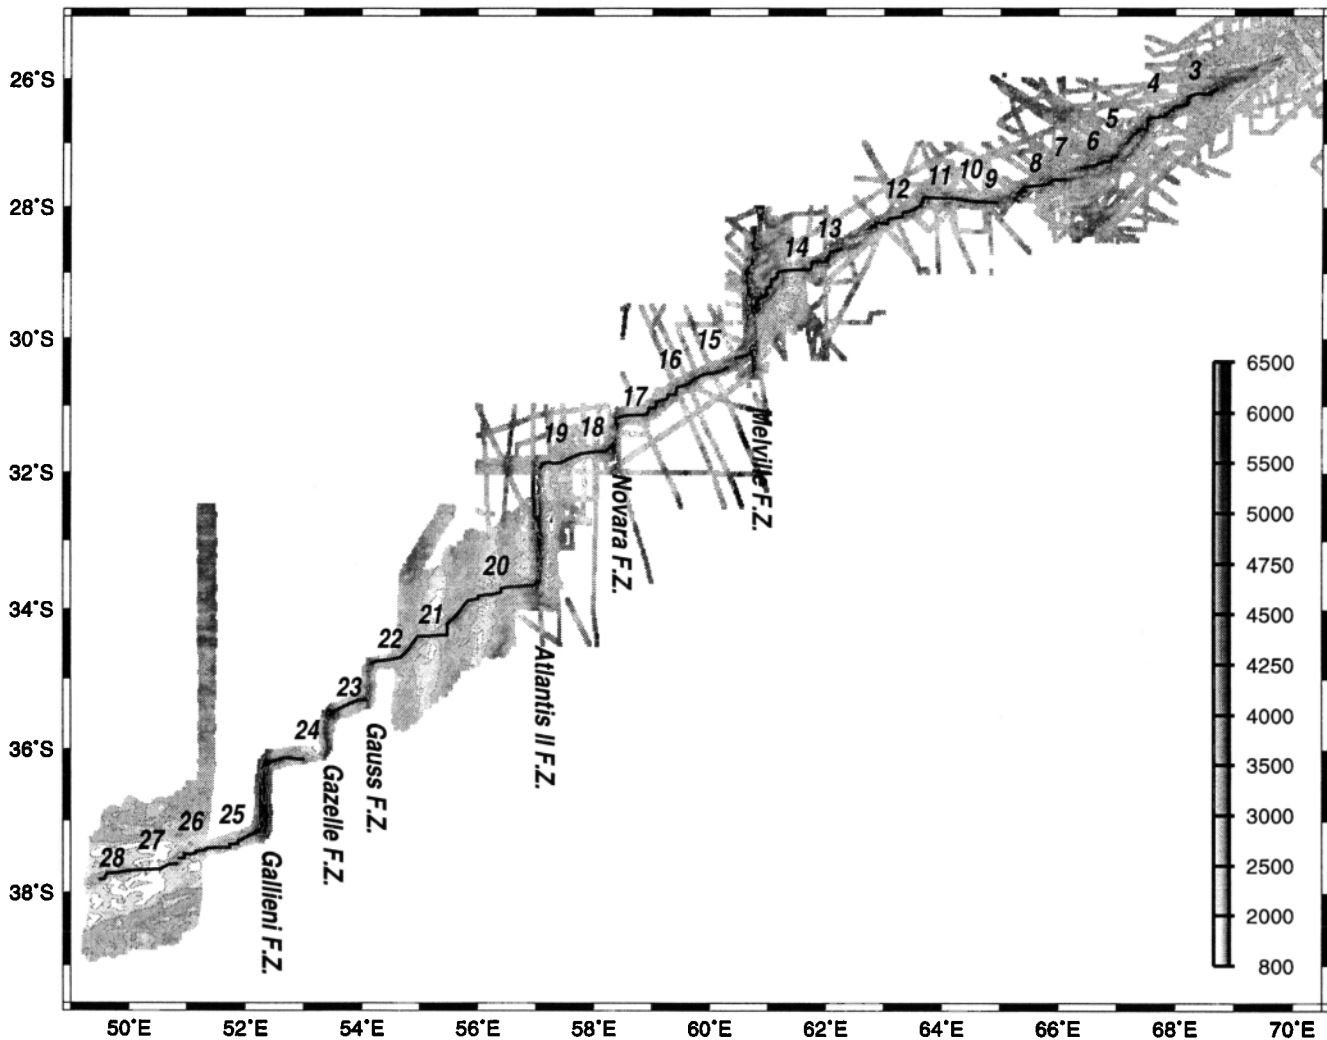 26°S
28°S
30°S
32°S
34°S
36°S
38°S
3
4
5
6
7
8
9
10
11
12
13
14
15
16
17
18
19
20
21
22
23
24
25
26
27
28
Melville F.Z.
Novara F.Z.
Atlantis II F.Z.
Gauss F.Z.
Gazelle F.Z.
Gallieni F.Z.
6500
6000
5500
5000
4750
4500
4250
4000
3500
3000
2500
2000
800
50°E
52°E
54°E
56°E
58°E
60°E
62°E
64°E
66°E
68°E
70°E